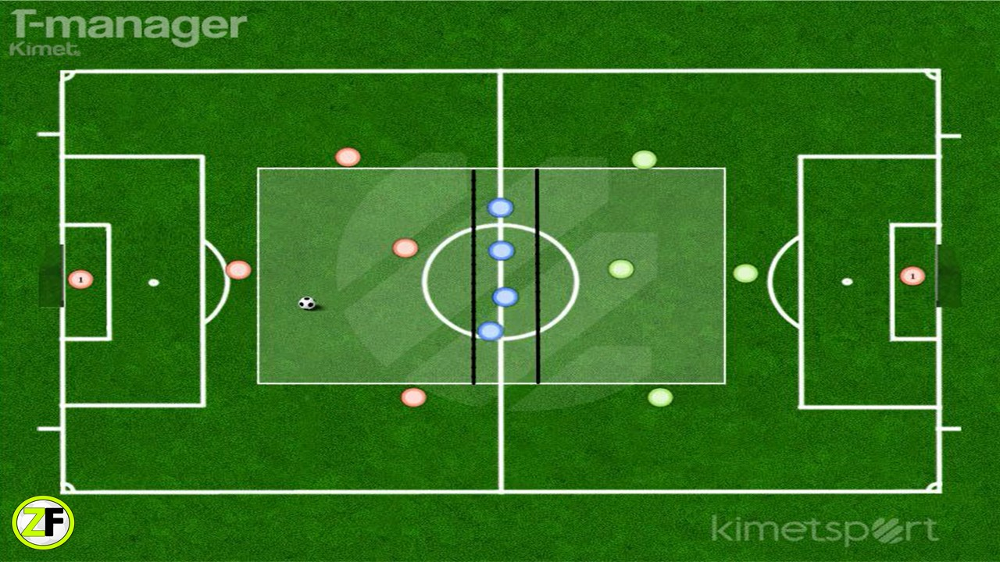 T-manager
Kimet.
1
1
ZF
kimetsport